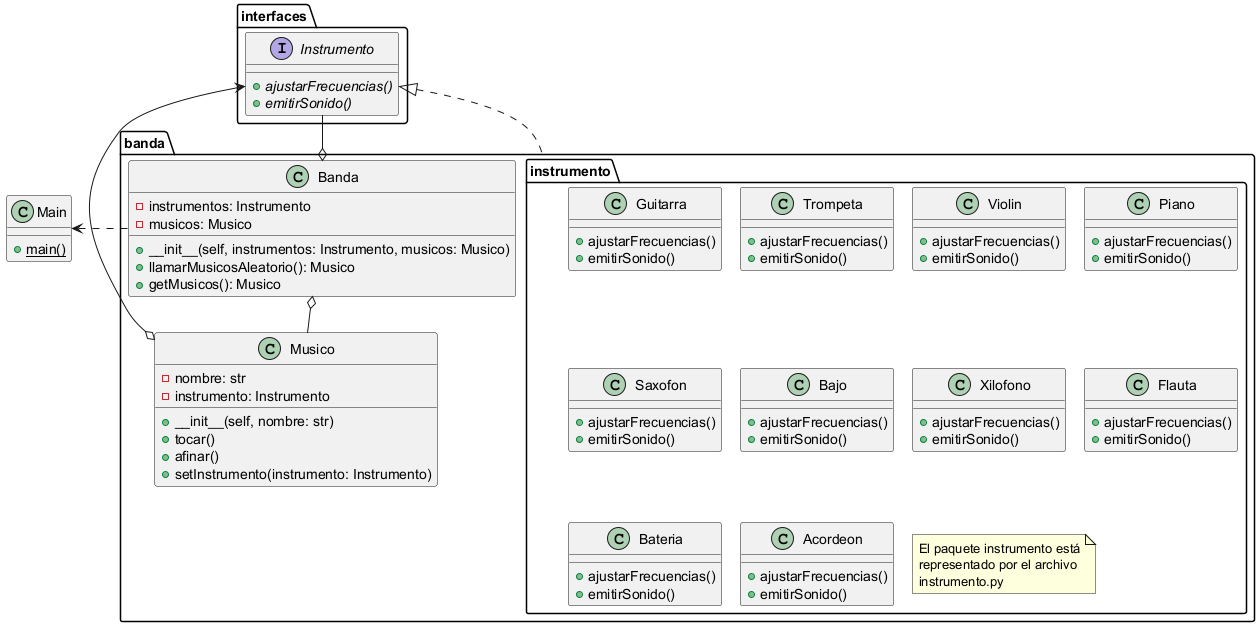 interfaces
I Instrumento
ajustarFrecuencias()
emitirSonido()
banda
C Main
main()
C Banda
instrumentos: Instrumento
musicos: Musico
__init__(self, instrumentos: Instrumento, musicos: Musico)
llamarMusicosAleatorio(): Musico
getMusicos(): Musico
C Musico
nombre: str
instrumento: Instrumento
__init__(self, nombre: str)
tocar()
afinar()
setInstrumento(instrumento: Instrumento)
instrumento
C Guitarra
ajustarFrecuencias()
emitirSonido()
C Trompeta
ajustarFrecuencias()
emitirSonido()
C Violin
ajustarFrecuencias()
emitirSonido()
C Piano
ajustarFrecuencias()
emitirSonido()
C Saxofon
ajustarFrecuencias()
emitirSonido()
C Bajo
ajustarFrecuencias()
emitirSonido()
C Xilofono
ajustarFrecuencias()
emitirSonido()
C Flauta
ajustarFrecuencias()
emitirSonido()
C Bateria
ajustarFrecuencias()
emitirSonido()
C Acordeon
ajustarFrecuencias()
emitirSonido()
El paquete instrumento está
representado por el archivo
instrumento.py